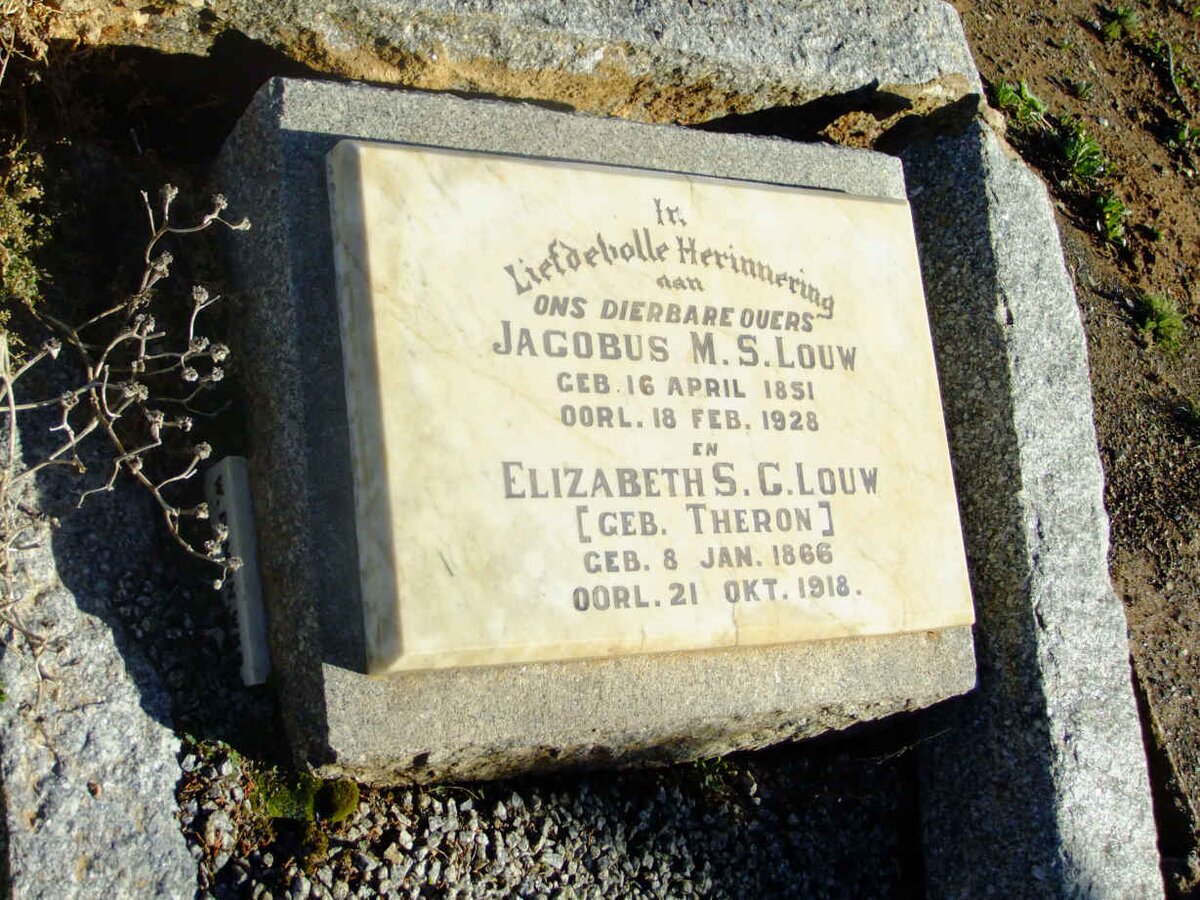 In
Liefdevolle Herinnering
aan
ONS DIERBARE OUERS
JACOBUS M. S. LOUW
GEB. 16 APRIL 1851
OORL. 18 FEB. 1928
EN
ELIZABETH S. C. LOUW
[GEB. THERON]
GEB. 8 JAN. 1866
OORL. 21 OKT. 1918.